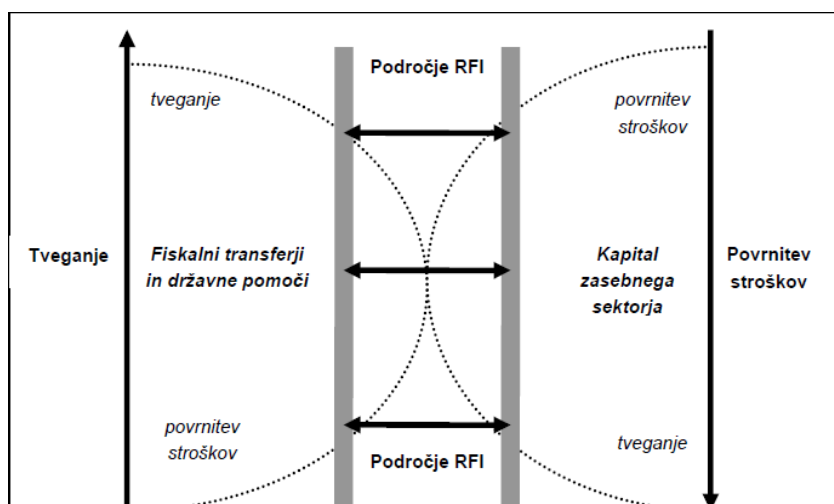 Področje RFI
tveganje
povrnitev
stroškov
Tveganje
Fiskalni transferji
in državne pomoči
Kapital
zasebnega
sektorja
Povrnitev
stroškov
povrnitev
stroškov
tveganje
Področje RFI